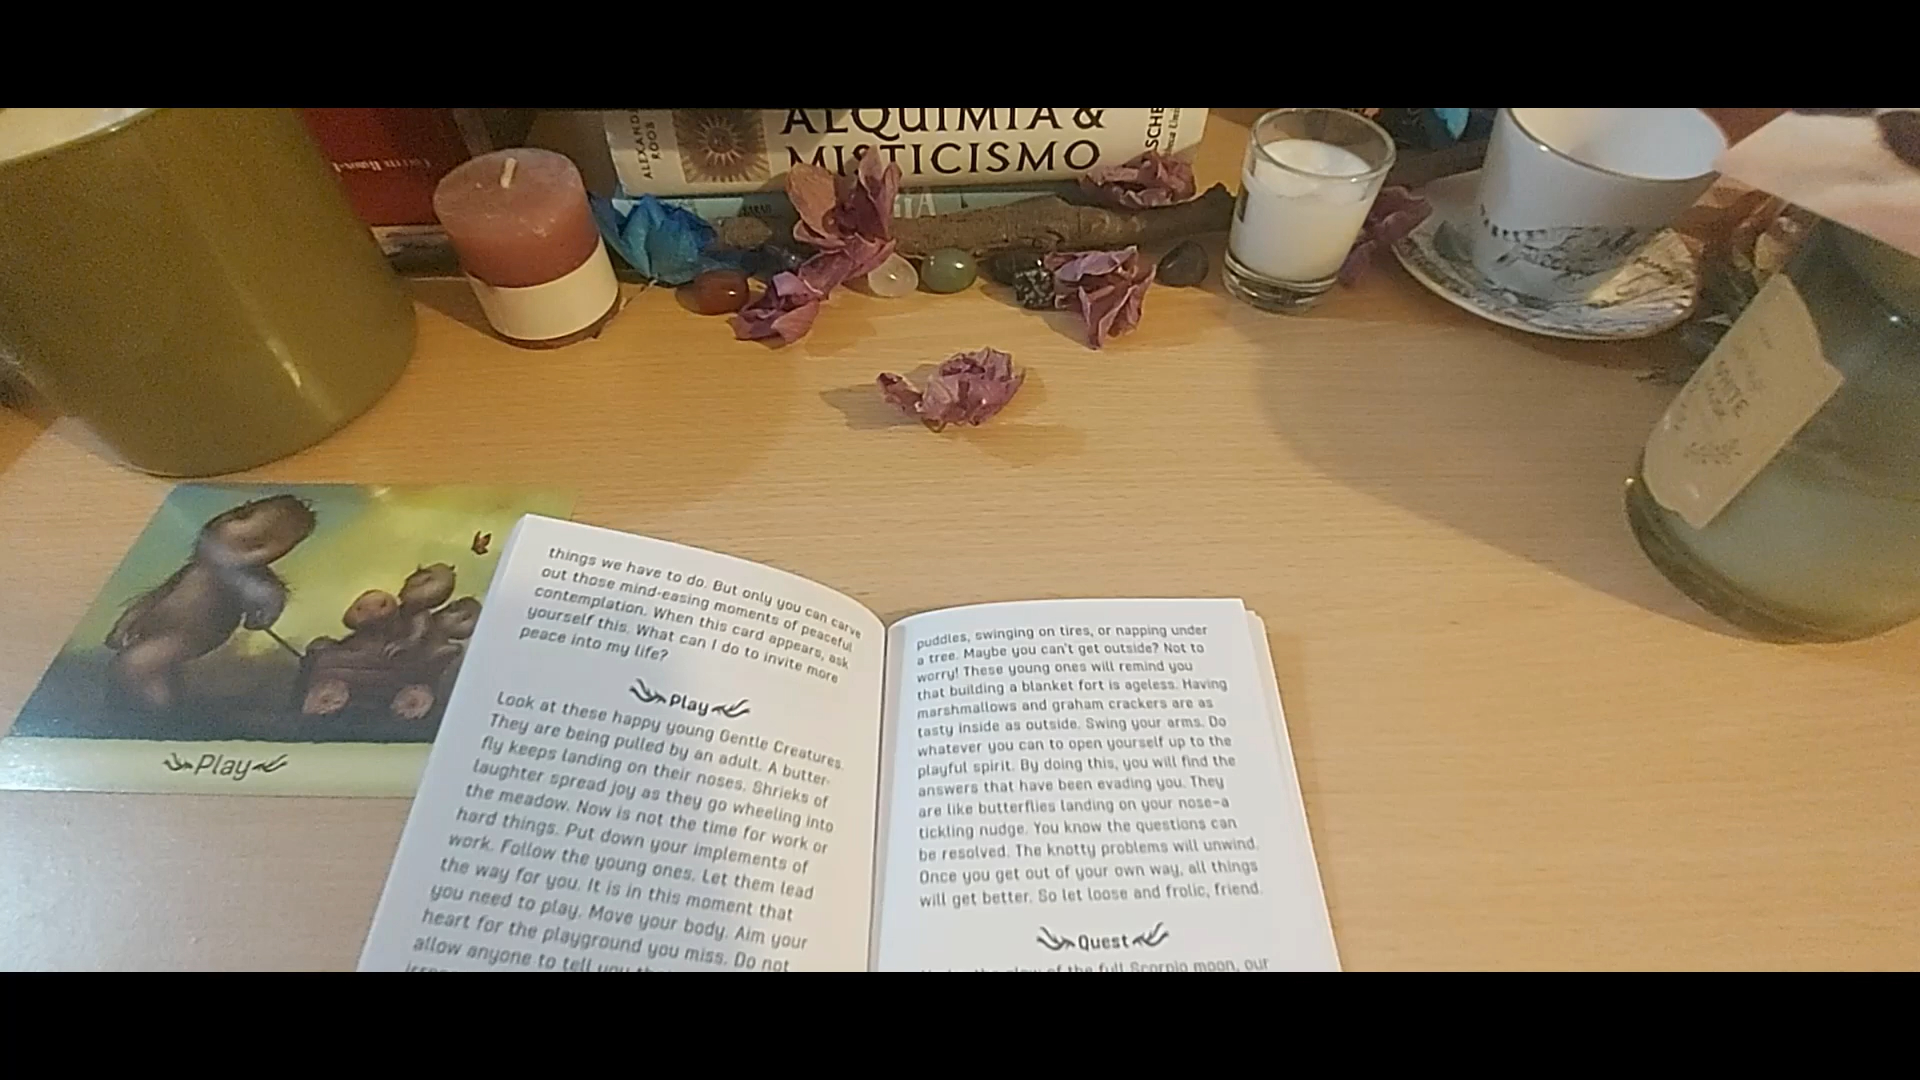 ALEXANDER
ROOB
ALQUIMIA &
MISTICISMO
Play
things we have to do. But only you can carve
out those mind-easing moments of peaceful
contemplation. When this card appears, ask
yourself this. What can I do to invite more
peace into my life?
Play
Look at these happy young Gentle Creatures.
They are being pulled by an adult. A butter-
fly keeps landing on their noses. Shrieks of
laughter spread joy as they go wheeling into
the meadow. Now is not the time for work or
hard things. Put down your implements of
work. Follow the young ones. Let them lead
the way for you. It is in this moment that
you need to play. Move your body. Aim your
heart for the playground you miss. Do not
allow anyone to tell you
puddles, swinging on tires, or napping under
a tree. Maybe you can't get outside? Not to
worry! These young ones will remind you
that building a blanket fort is ageless. Having
marshmallows and graham crackers are as
tasty inside as outside. Swing your arms. Do
whatever you can to open yourself up to the
playful spirit. By doing this, you will find the
answers that have been evading you. They
are like butterflies landing on your nose–a
tickling nudge. You know the questions can
be resolved. The knotty problems will unwind.
Once you get out of your own way, all things
will get better. So let loose and frolic, friend.
Quest
of the full Scorpio moon, our